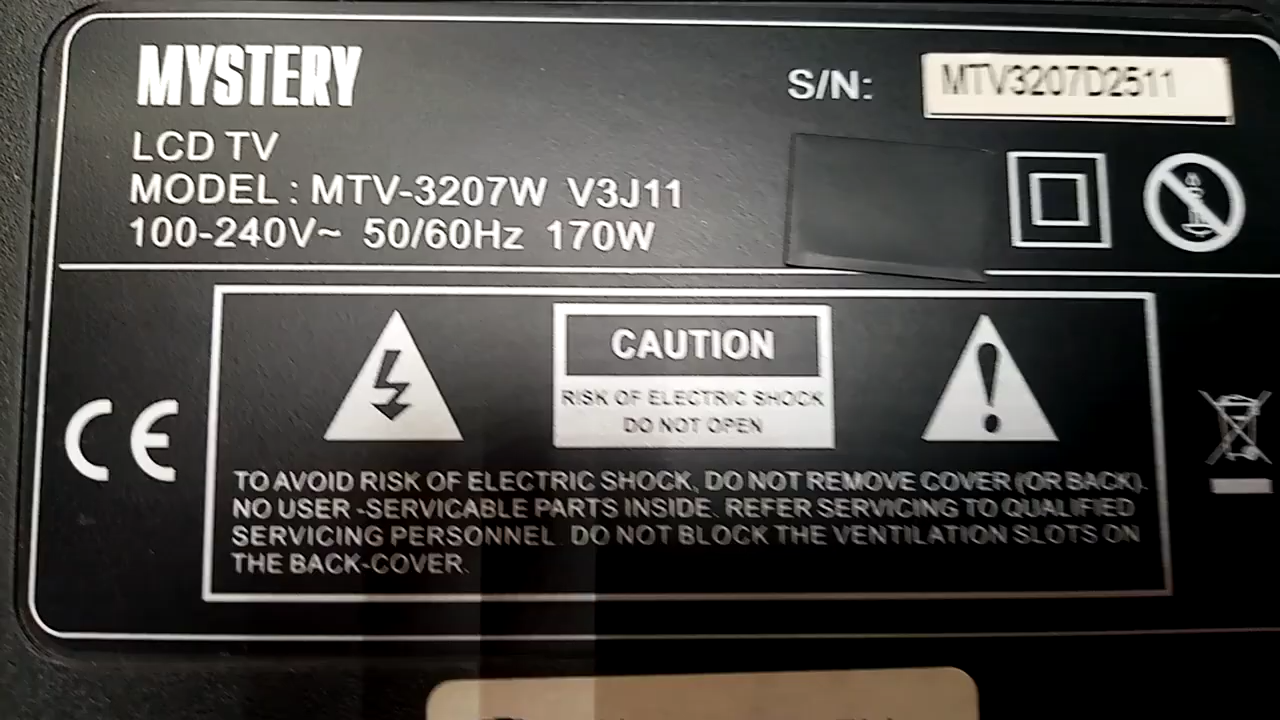 MYSTERY
S/N: MTV3207D2511
LCD TV
MODEL : MTV-3207W V3J11
100-240V~ 50/60Hz 170W
CAUTION
RISK OF ELECTRIC SHOCK
DO NOT OPEN
CE
TO AVOID RISK OF ELECTRIC SHOCK, DO NOT REMOVE COVER (OR BACK).
NO USER -SERVICABLE PARTS INSIDE. REFER SERVICING TO QUALIFIED
SERVICING PERSONNEL. DO NOT BLOCK THE VENTILATION SLOTS ON
THE BACK-COVER.